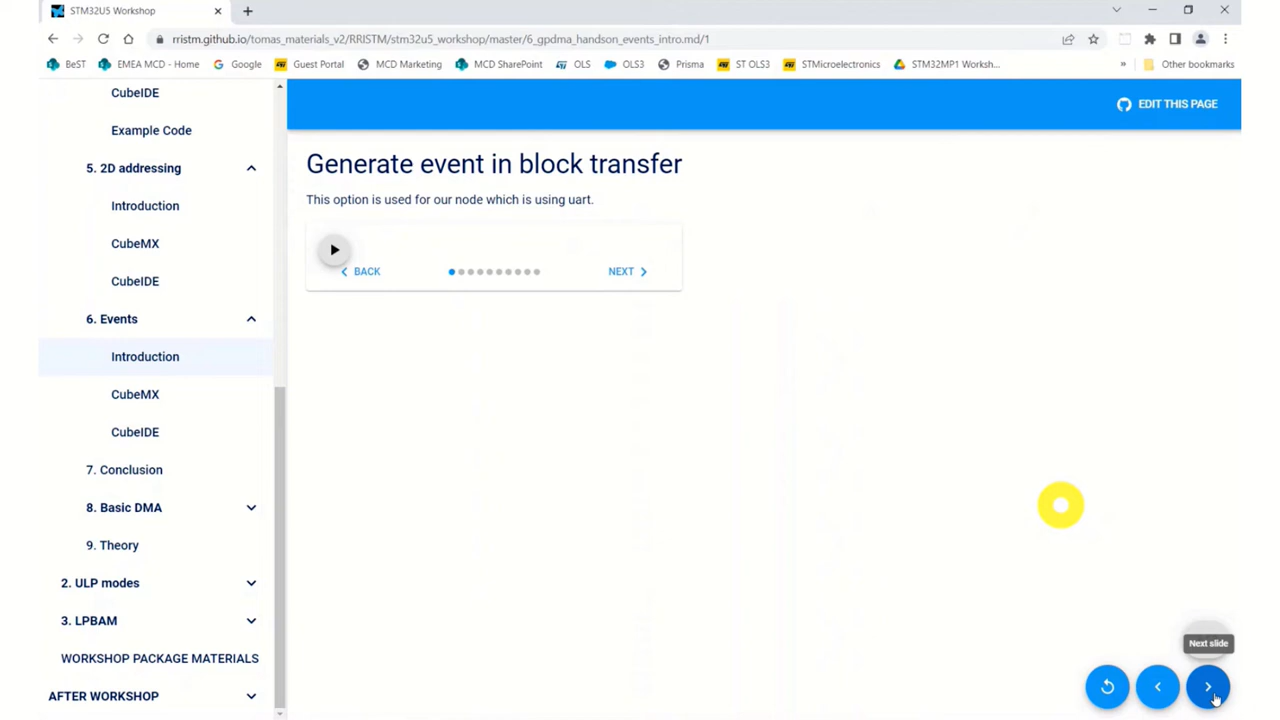 STM32U5 Workshop
rristm.github.io/tomas_materials_v2/RRISTM/stm32u5_workshop/master/6_gpdma_handson_events_intro.md/1
BeST EMEA MCD - Home Google Guest Portal MCD Marketing MCD SharePoint OLS OLS3 Prisma ST OLS3 STMicroelectronics STM32MP1 Worksh... » Other bookmarks
CubeIDE
Example Code
5. 2D addressing
Introduction
CubeMX
CubeIDE
6. Events
Introduction
CubeMX
CubeIDE
7. Conclusion
8. Basic DMA
9. Theory
2. ULP modes
3. LPBAM
WORKSHOP PACKAGE MATERIALS
AFTER WORKSHOP
EDIT THIS PAGE
Generate event in block transfer
This option is used for our node which is using uart.
BACK NEXT
Next slide